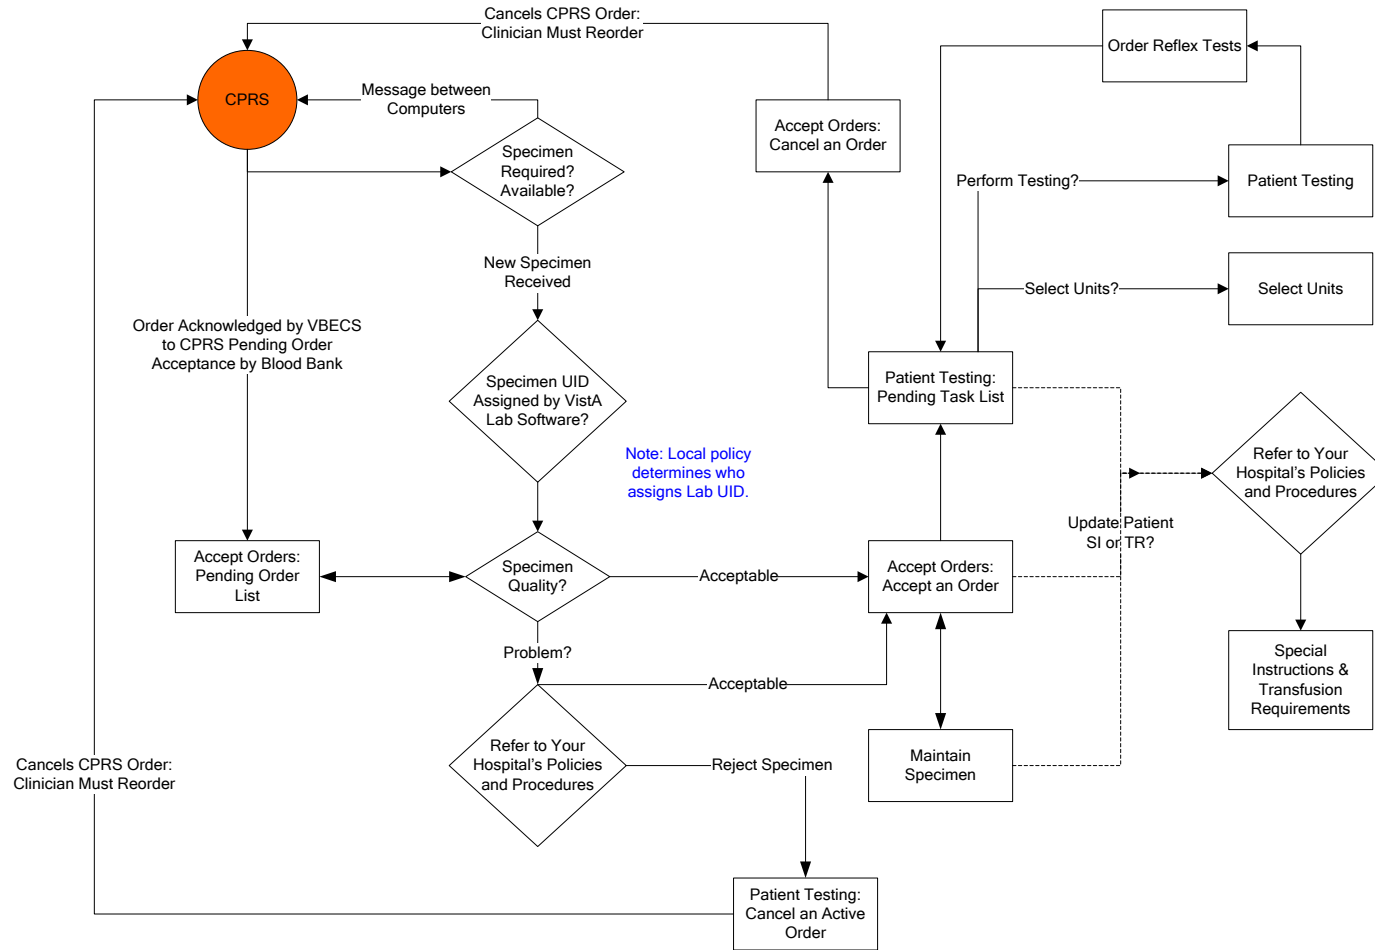 Cancels CPRS Order:
Clinician Must Reorder
Order Reflex Tests
CPRS
Message between
Computers
Accept Orders:
Cancel an Order
Specimen
Required?
Available?
Perform Testing?
Patient Testing
New Specimen
Received
Select Units?
Select Units
Order Acknowledged by VBECS
to CPRS Pending Order
Acceptance by Blood Bank
Specimen UID
Assigned by VistA
Lab Software?
Patient Testing:
Pending Task List
Note: Local policy
determines who
assigns Lab UID.
Refer to Your
Hospital's Policies
and Procedures
Update Patient
SI or TR?
Accept Orders:
Pending Order
List
Specimen
Quality?
Acceptable
Accept Orders:
Accept an Order
Problem?
Acceptable
Special
Instructions &
Transfusion
Requirements
Refer to Your
Hospital's Policies
and Procedures
Reject Specimen
Maintain
Specimen
Cancels CPRS Order:
Clinician Must Reorder
Patient Testing:
Cancel an Active
Order